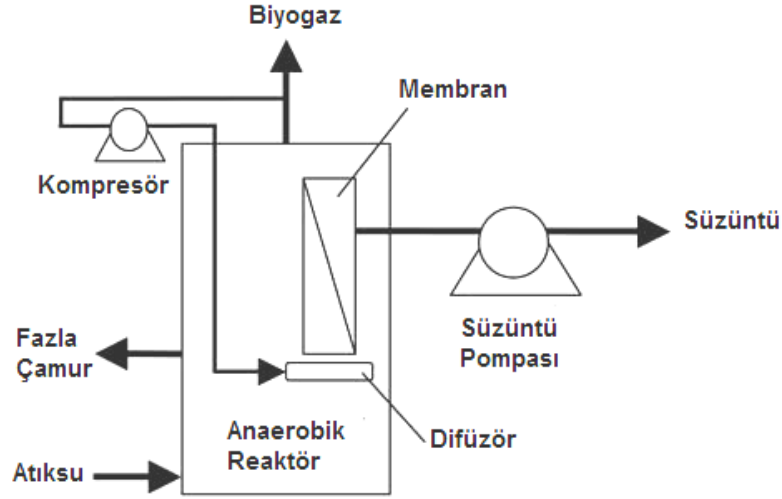 Biyogaz
Membran
Kompresör
Süzüntü
Süzüntü
Pompası
Fazla
Çamur
Difüzör
Anaerobik
Reaktör
Atıksu